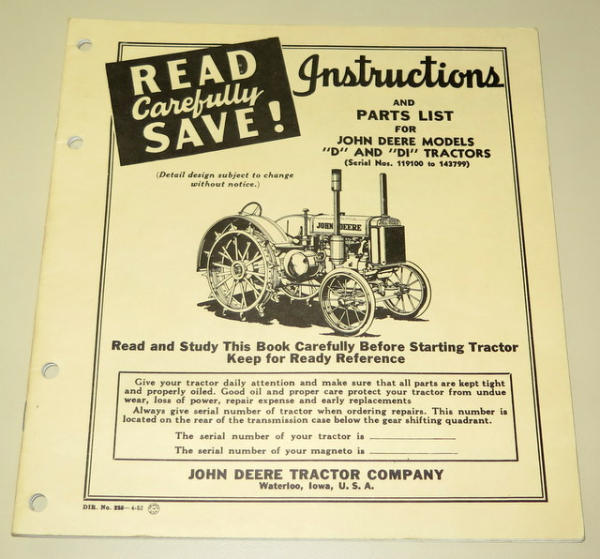 READ
Carefully
SAVE!
Instructions
AND
PARTS LIST
FOR
JOHN DEERE MODELS
"D" AND "DI" TRACTORS
(Serial Nos. 119100 to 143799)
(Detail design subject to change
without notice.)
JOHN DEERE
Read and Study This Book Carefully Before Starting Tractor
Keep for Ready Reference
Give your tractor daily attention and make sure that all parts are kept tight
and properly oiled. Good oil and proper care protect your tractor from undue
wear, loss of power, repair expense and early replacements
Always give serial number of tractor when ordering repairs. This number is
located on the rear of the transmission case below the gear shifting quadrant.
The serial number of your tractor is
The serial number of your magneto is
JOHN DEERE TRACTOR COMPANY
Waterloo, Iowa, U. S. A.
DIR. No.